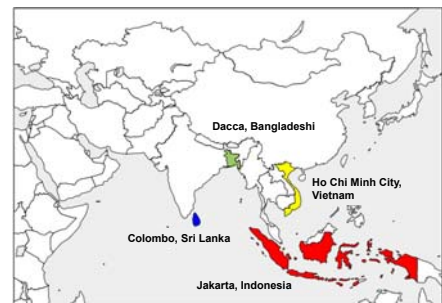 Dacca, Bangladeshi
Ho Chi Minh City,
Vietnam
Colombo, Sri Lanka
Jakarta, Indonesia